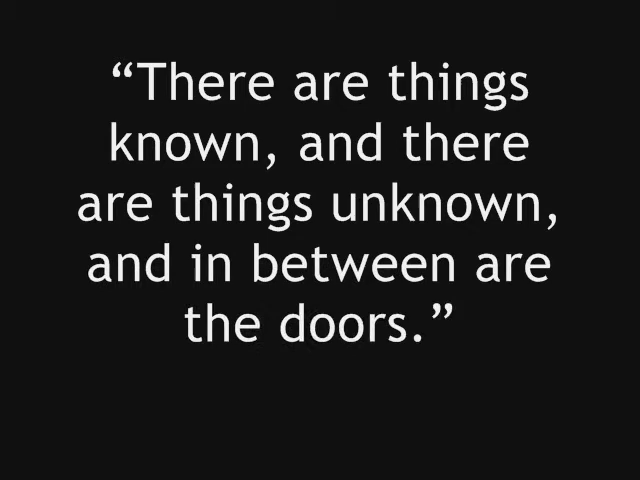 “There are things
known, and there
are things unknown,
and in between are
the doors.”